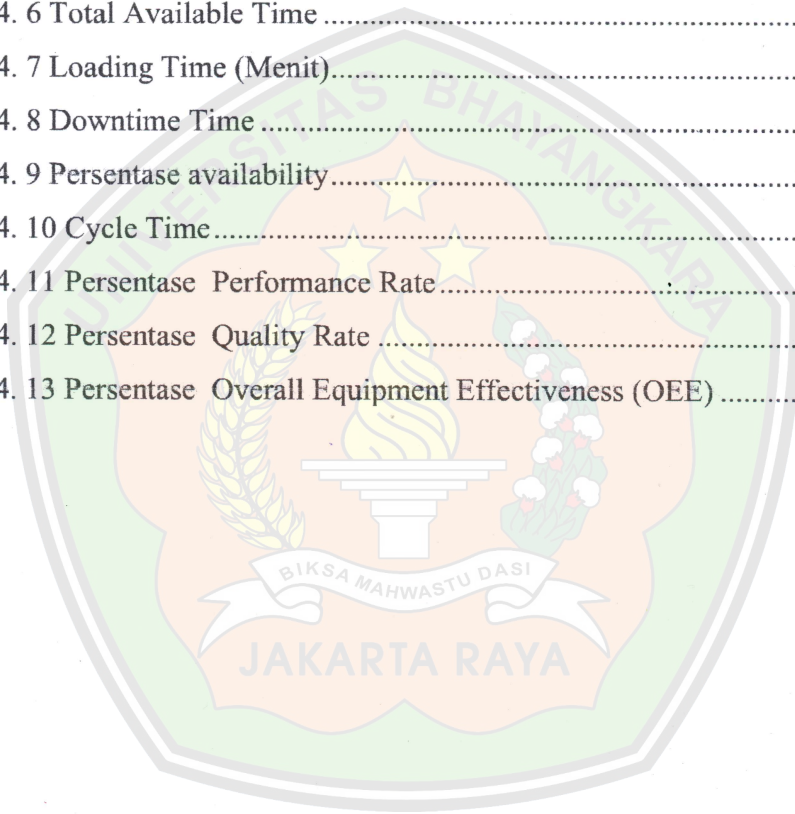 4. 6 Total Available Time ................................................................
4. 7 Loading Time (Menit)................................................................
4. 8 Downtime Time ................................................................
4. 9 Persentase availability................................................................
4. 10 Cycle Time................................................................
4. 11 Persentase Performance Rate................................................................
4. 12 Persentase Quality Rate ................................................................
4. 13 Persentase Overall Equipment Effectiveness (OEE) ..........
UNIVERSITAS BHAYANGKARA
BIKSA MAHWASTU DASI
JAKARTA RAYA